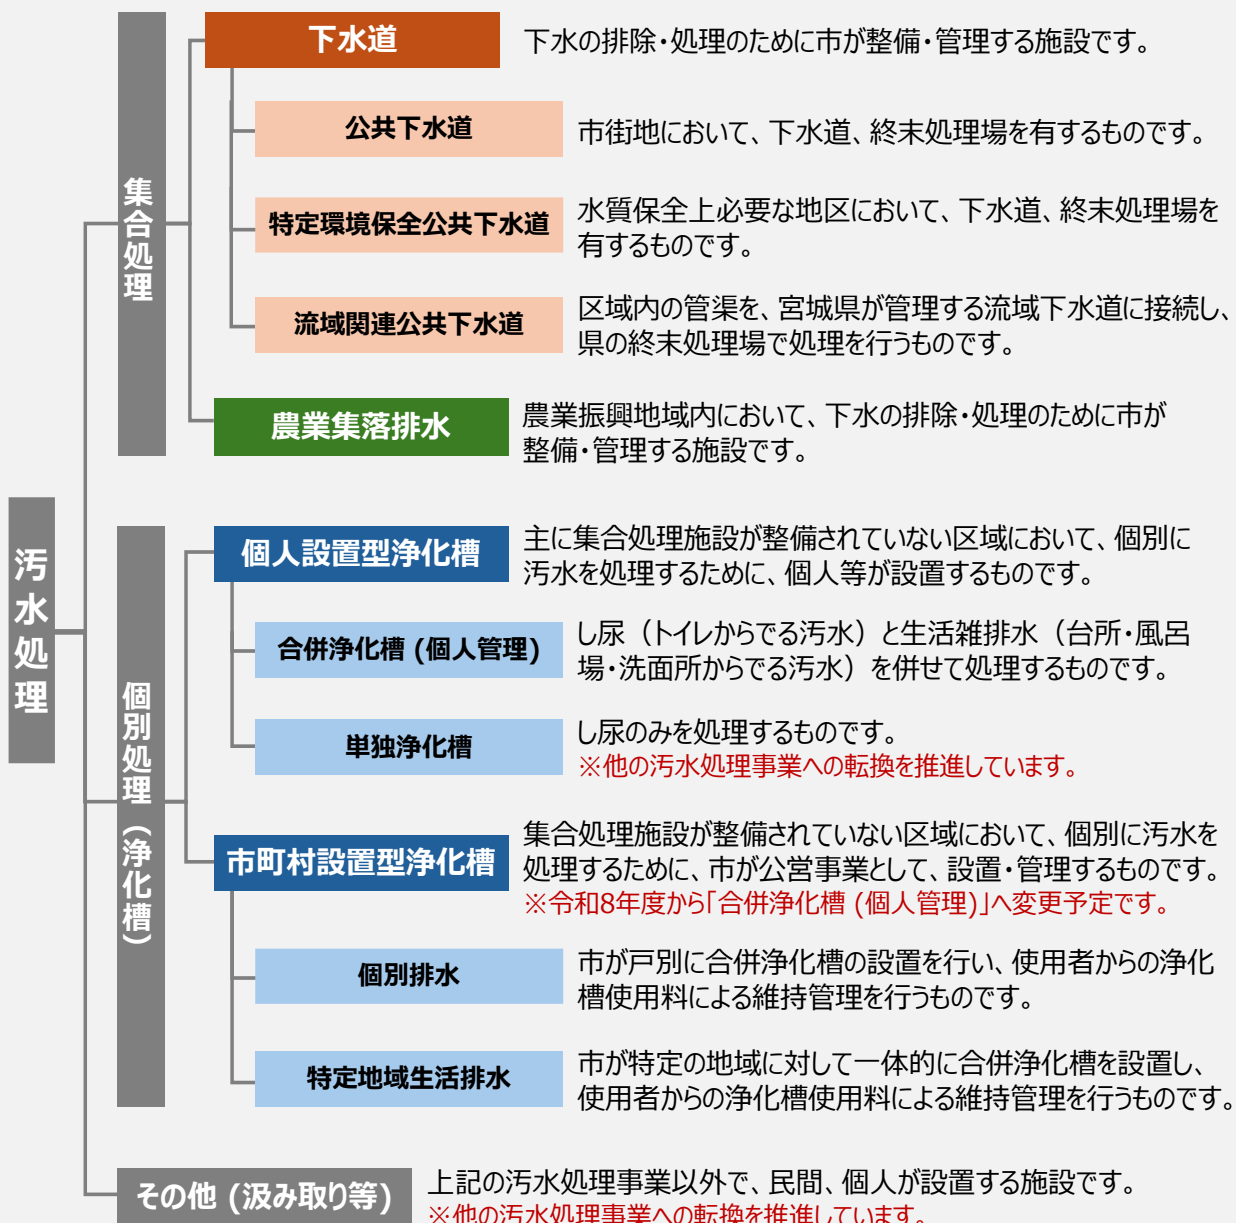 汚水処理
集合処理
下水道
下水の排除・処理のために市が整備・管理する施設です。
公共下水道
市街地において、下水道、終末処理場を有するものです。
特定環境保全公共下水道
水質保全上必要な地区において、下水道、終末処理場を
有するものです。
流域関連公共下水道
区域内の管渠を、宮城県が管理する流域下水道に接続し、
県の終末処理場で処理を行うものです。
農業集落排水
農業振興地域内において、下水の排除・処理のために市が
整備・管理する施設です。
個別処理（浄化槽）
個人設置型浄化槽
主に集合処理施設が整備されていない区域において、個別に
汚水を処理するために、個人等が設置するものです。
合併浄化槽 (個人管理)
し尿（トイレからでる汚水）と生活雑排水（台所・風呂
場・洗面所からでる汚水）を併せて処理するものです。
単独浄化槽
し尿のみを処理するものです。
※他の汚水処理事業への転換を推進しています。
市町村設置型浄化槽
集合処理施設が整備されていない区域において、個別に汚水を
処理するために、市が公営事業として、設置・管理するものです。
※令和8年度から「合併浄化槽 (個人管理)」へ変更予定です。
個別排水
市が戸別に合併浄化槽の設置を行い、使用者からの浄化
槽使用料による維持管理を行うものです。
特定地域生活排水
市が特定の地域に対して一体的に合併浄化槽を設置し、
使用者からの浄化槽使用料による維持管理を行うものです。
その他 (汲み取り等)
上記の汚水処理事業以外で、民間、個人が設置する施設です。
※他の汚水処理事業への転換を推進しています。